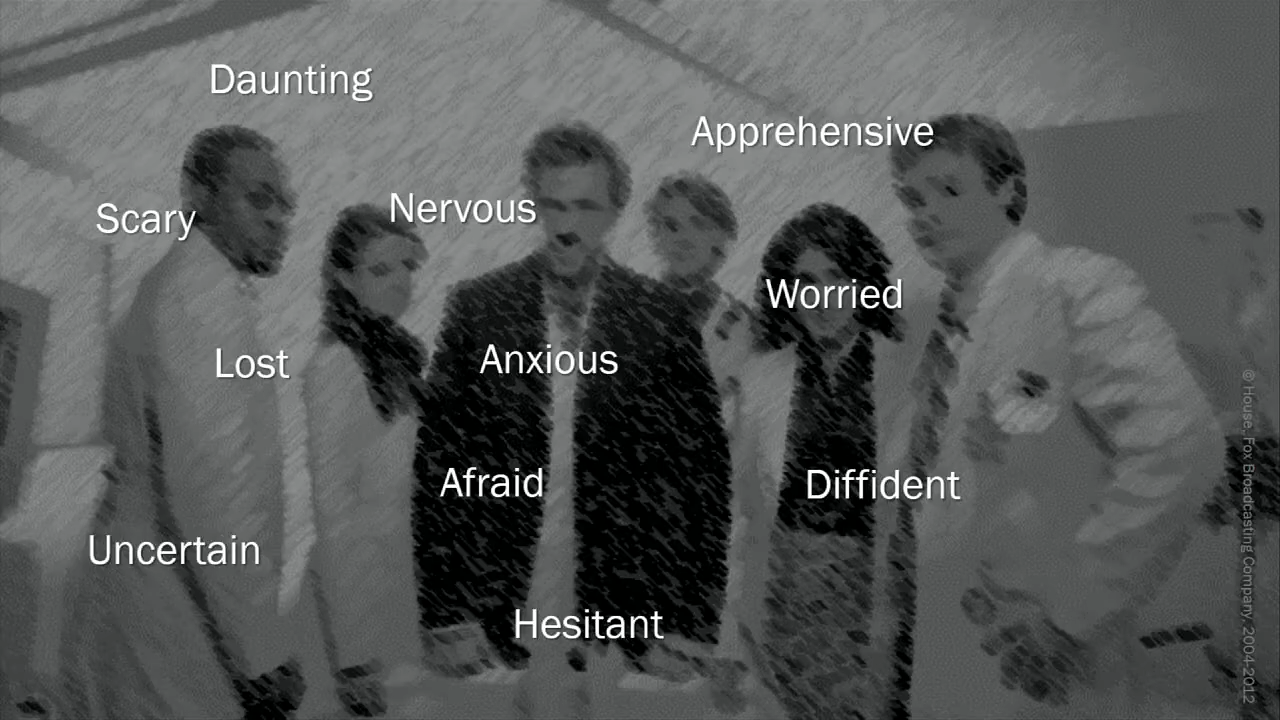 Daunting
Apprehensive
Scary
Nervous
Worried
Lost
Anxious
Afraid
Diffident
Uncertain
Hesitant
© House, Fox Broadcasting Company, 2004-2012